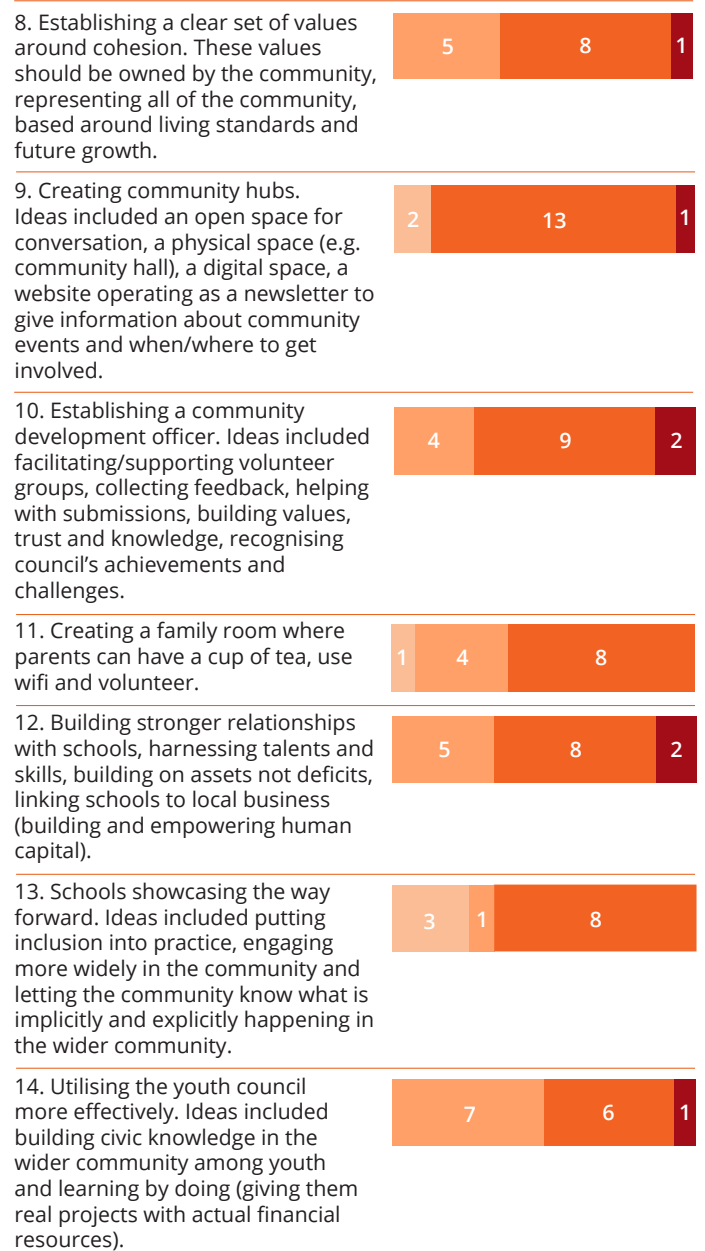 8. Establishing a clear set of values
around cohesion. These values
should be owned by the community,
representing all of the community,
based around living standards and
future growth.
5 8 1
9. Creating community hubs.
Ideas included an open space for
conversation, a physical space (e.g.
community hall), a digital space, a
website operating as a newsletter to
give information about community
events and when/where to get
involved.
2 13 1
10. Establishing a community
development officer. Ideas included
facilitating/supporting volunteer
groups, collecting feedback, helping
with submissions, building values,
trust and knowledge, recognising
council’s achievements and
challenges.
4 9 2
11. Creating a family room where
parents can have a cup of tea, use
wifi and volunteer.
1 4 8
12. Building stronger relationships
with schools, harnessing talents and
skills, building on assets not deficits,
linking schools to local business
(building and empowering human
capital).
5 8 2
13. Schools showcasing the way
forward. Ideas included putting
inclusion into practice, engaging
more widely in the community and
letting the community know what is
implicitly and explicitly happening in
the wider community.
3 1 8
14. Utilising the youth council
more effectively. Ideas included
building civic knowledge in the
wider community among youth
and learning by doing (giving them
real projects with actual financial
resources).
7 6 1